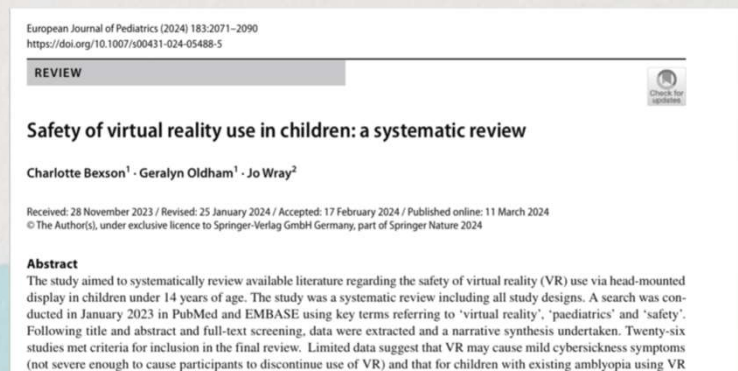 European Journal of Pediatrics (2024) 183:2071–2090
https://doi.org/10.1007/s00431-024-05488-5
REVIEW
Check for
updates
Safety of virtual reality use in children: a systematic review
Charlotte Bexson¹ · Geralyn Oldham¹ · Jo Wray²
Received: 28 November 2023 / Revised: 25 January 2024 / Accepted: 17 February 2024 / Published online: 11 March 2024
© The Author(s), under exclusive licence to Springer-Verlag GmbH Germany, part of Springer Nature 2024
Abstract
The study aimed to systematically review available literature regarding the safety of virtual reality (VR) use via head-mounted
display in children under 14 years of age. The study was a systematic review including all study designs. A search was con-
ducted in January 2023 in PubMed and EMBASE using key terms referring to ‘virtual reality’, ‘paediatrics’ and ‘safety’.
Following title and abstract and full-text screening, data were extracted and a narrative synthesis undertaken. Twenty-six
studies met criteria for inclusion in the final review. Limited data suggest that VR may cause mild cybersickness symptoms
(not severe enough to cause participants to discontinue use of VR) and that for children with existing amblyopia using VR